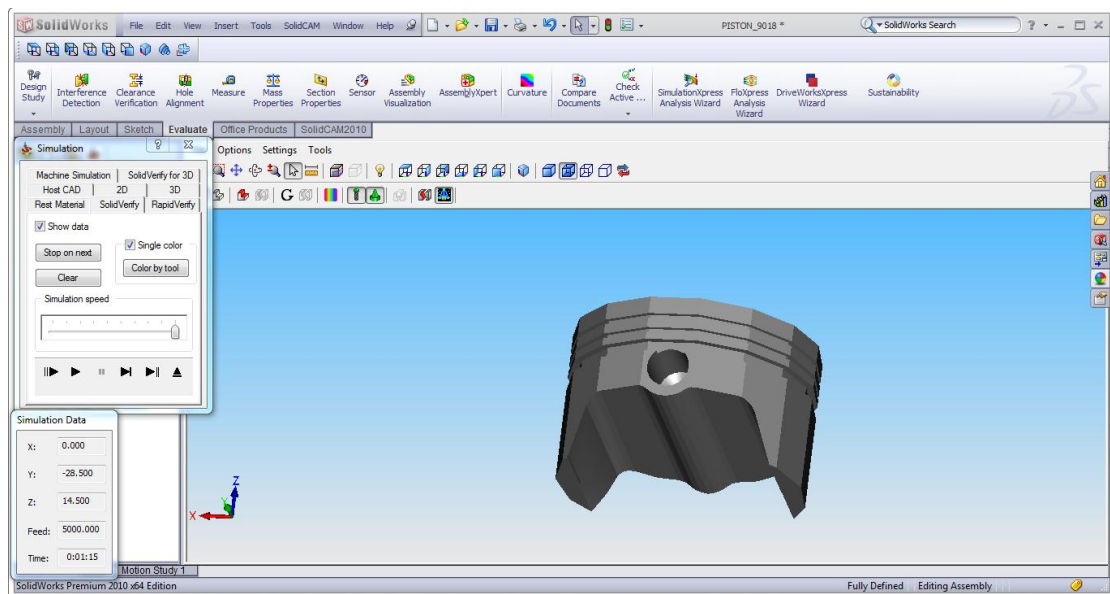 SolidWorks File Edit View Insert Tools SolidCAM Window Help PISTON_9018 * SolidWorks Search ?
Design Study
Interference Detection
Clearance Verification
Hole Alignment
Measure
Mass Properties
Section Properties
Sensor
Assembly Visualization
AssemblyXpert
Curvature
Compare Documents
Check Active ...
SimulationXpress Analysis Wizard
FloXpress Analysis Wizard
DriveWorksXpress Wizard
Sustainability
Assembly Layout Sketch Evaluate Office Products SolidCAM2010
Simulation
Options Settings Tools
Machine Simulation SolidVerify for 3D
Host CAD 2D 3D
Rest Material SolidVerify RapidVerify
G
Show data
Stop on next
Single color
Clear
Color by tool
Simulation speed
Simulation Data
X: 0.000
Y: -28.500
Z: 14.500
Feed: 5000.000
Time: 0:01:15
Z
Y
X
Motion Study 1
SolidWorks Premium 2010 x64 Edition Fully Defined Editing Assembly